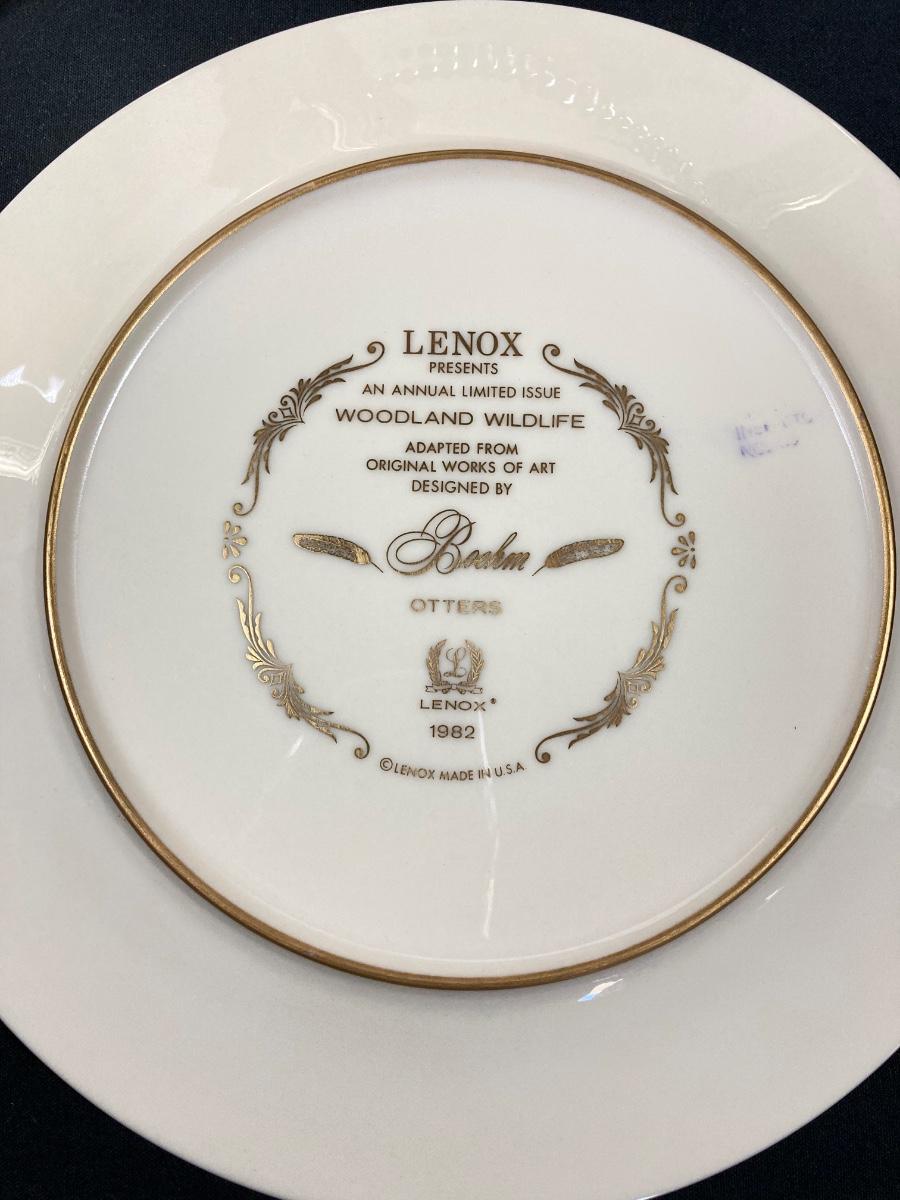 LENOX
PRESENTS
AN ANNUAL LIMITED ISSUE
WOODLAND WILDLIFE
ADAPTED FROM
ORIGINAL WORKS OF ART
DESIGNED BY
Boehm
OTTERS
L
LENOX®
1982
©LENOX MADE IN U.S.A.